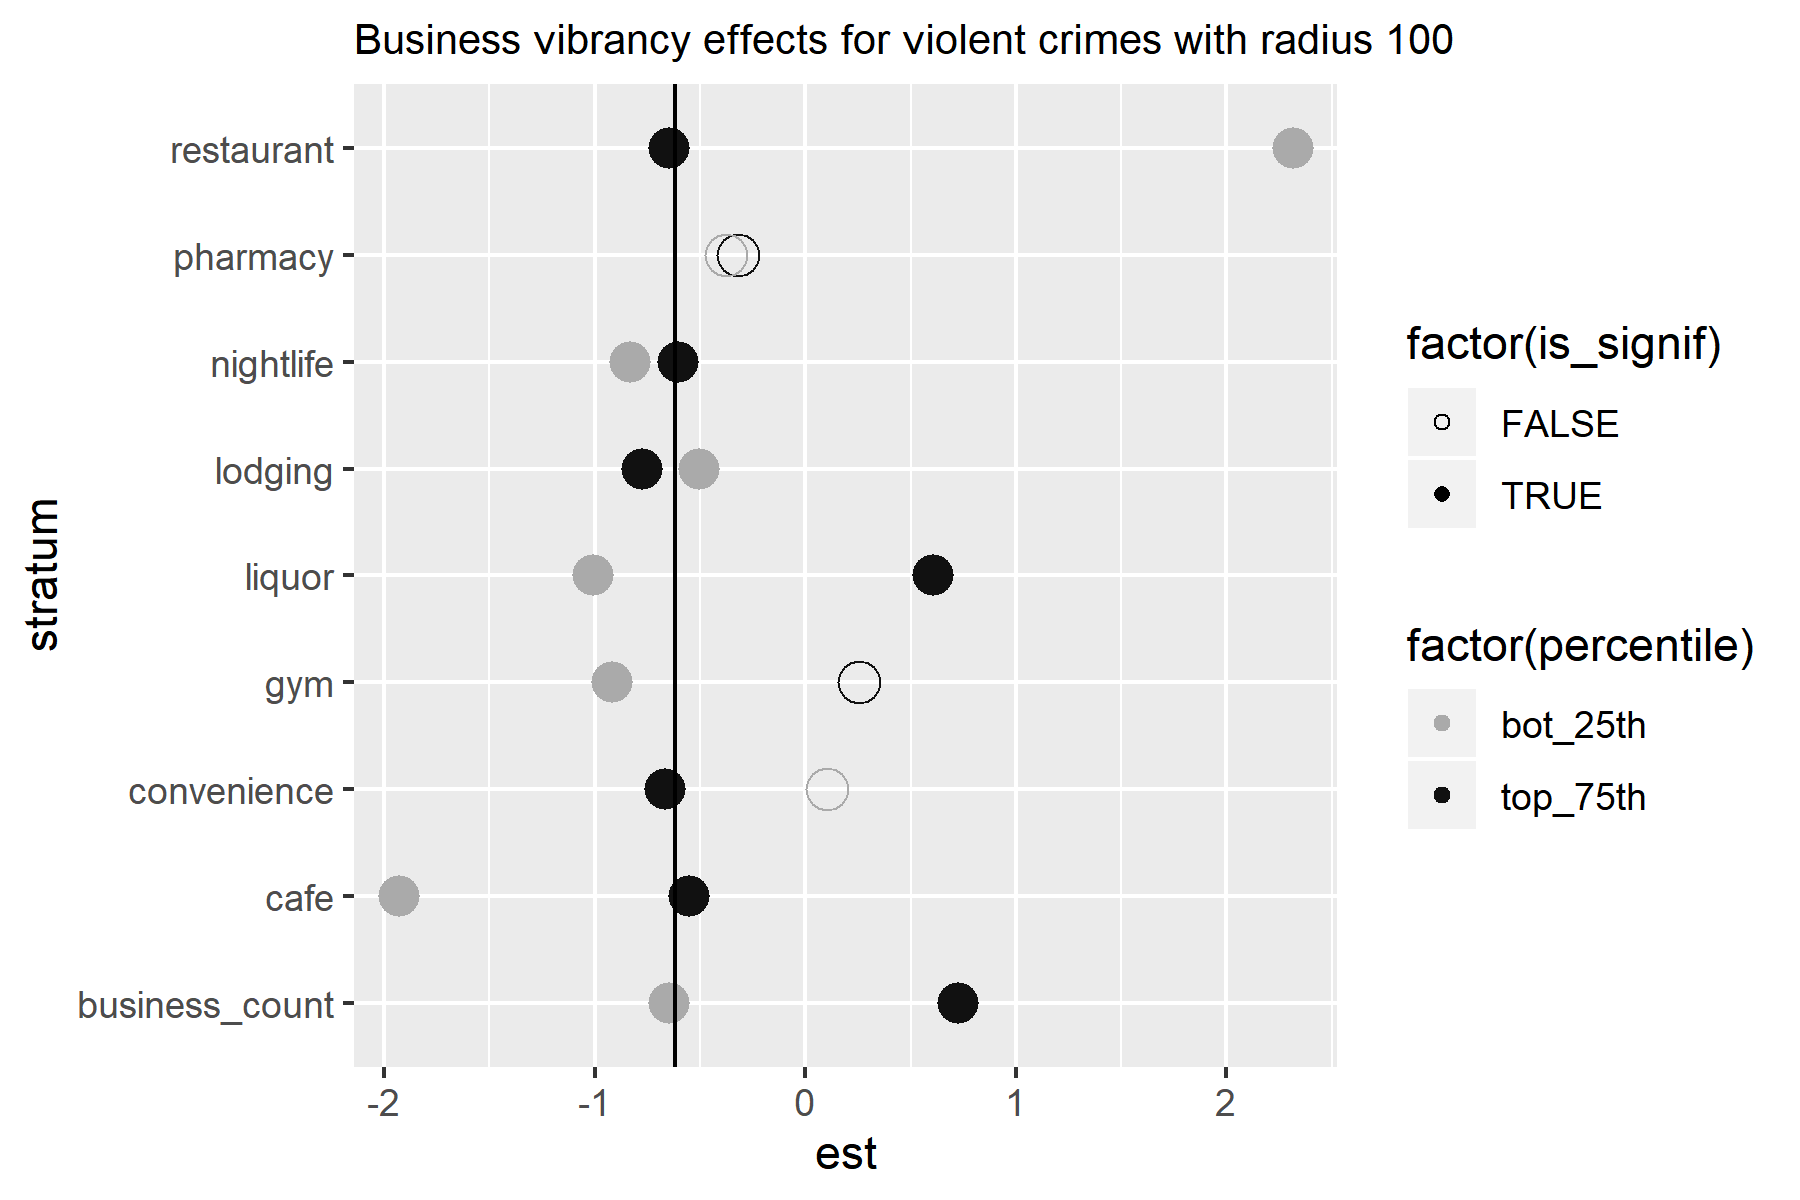 Business vibrancy effects for violent crimes with radius 100
restaurant
pharmacy
nightlife
lodging
liquor
gym
convenience
cafe
business_count
stratum
-2
-1
0
1
2
est
factor(is_signif)
FALSE
TRUE
factor(percentile)
bot_25th
top_75th